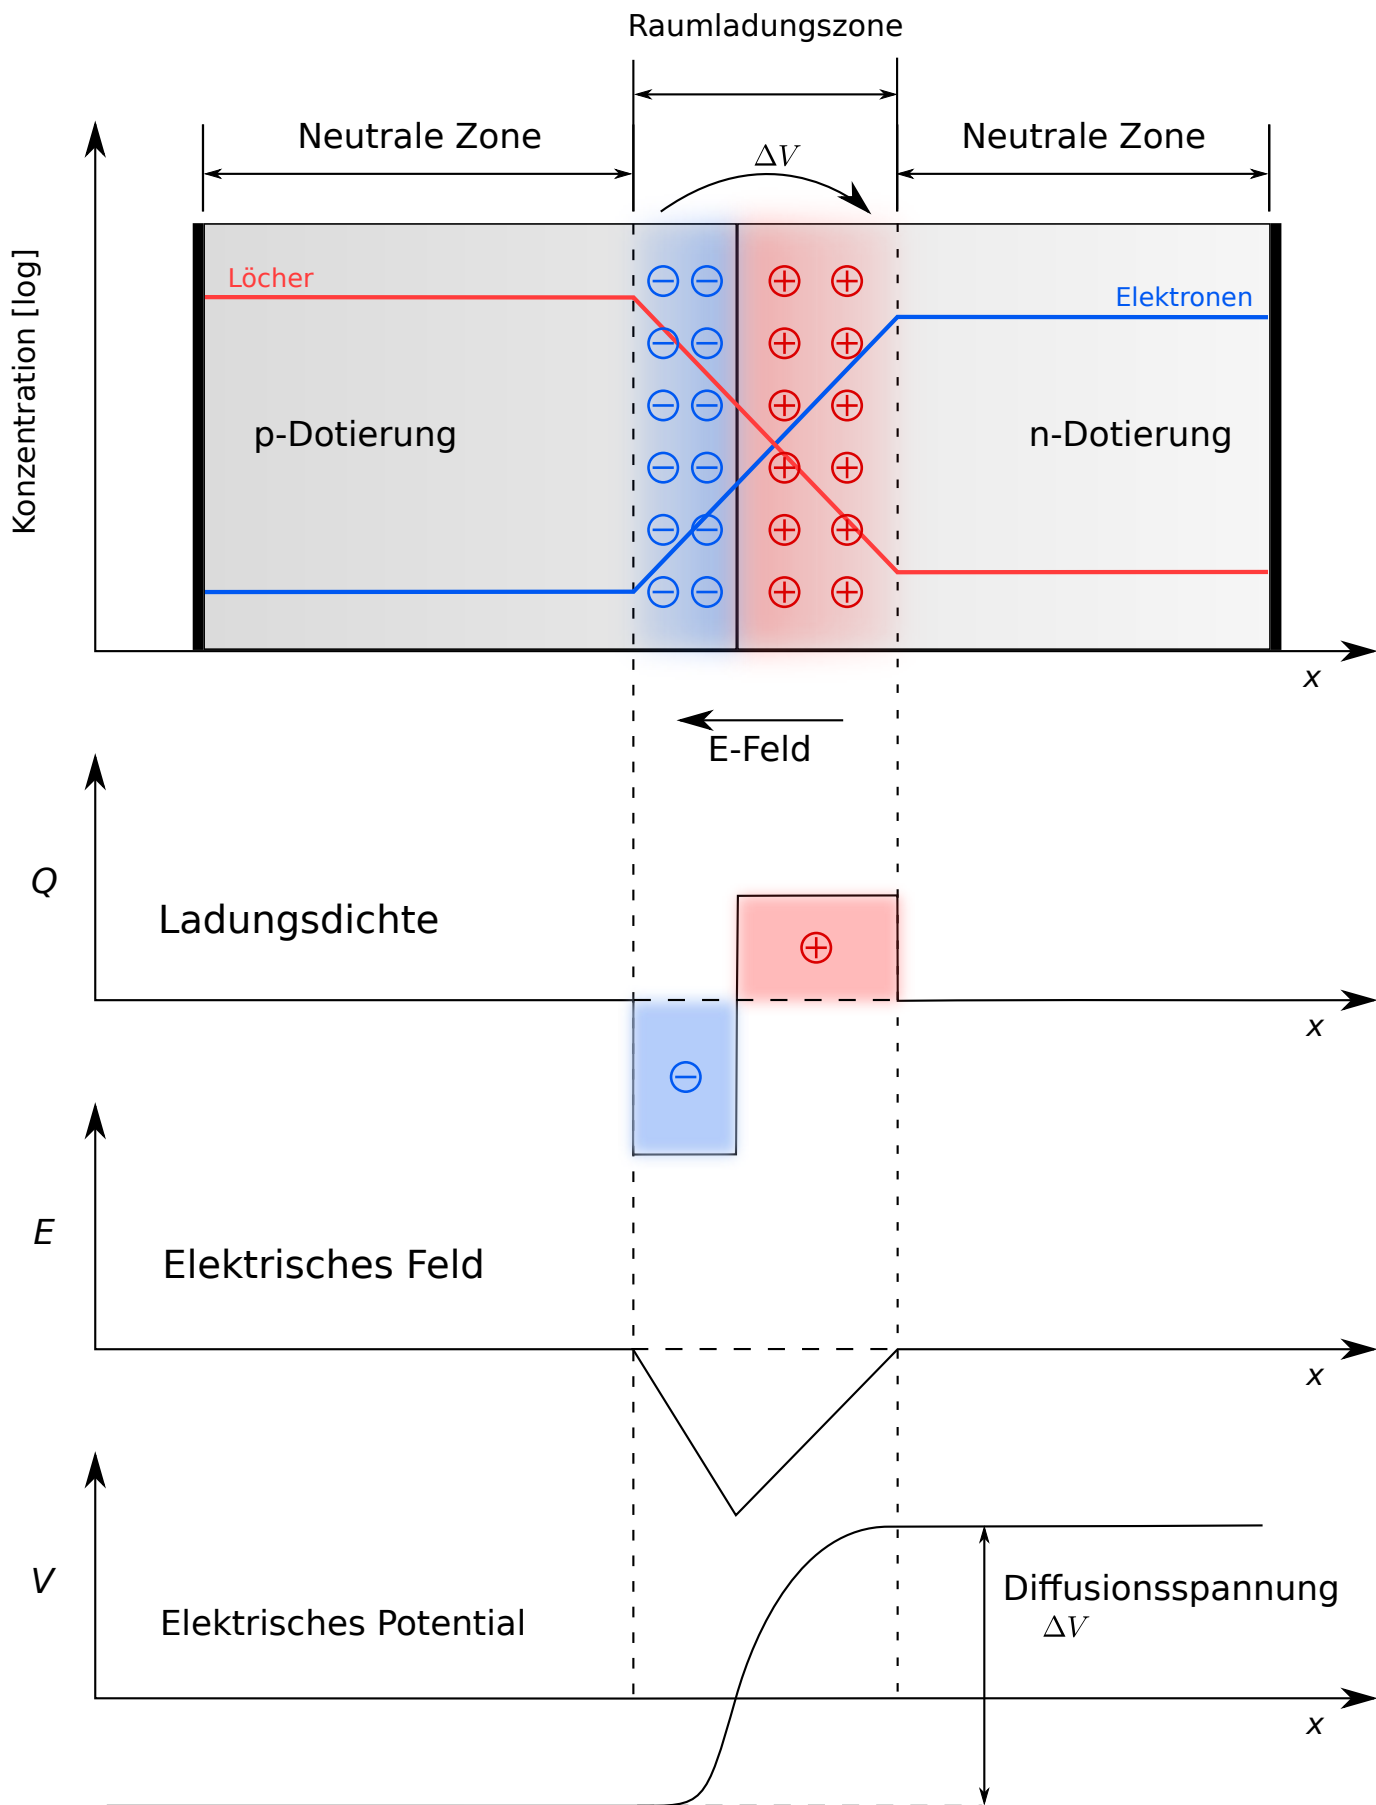 Raumladungszone
Neutrale Zone
ΔV
Neutrale Zone
Konzentration [log]
Löcher
Elektronen
p-Dotierung
n-Dotierung
x
E-Feld
Q
Ladungsdichte
x
E
Elektrisches Feld
x
V
Elektrisches Potential
Diffusionsspannung
ΔV
x